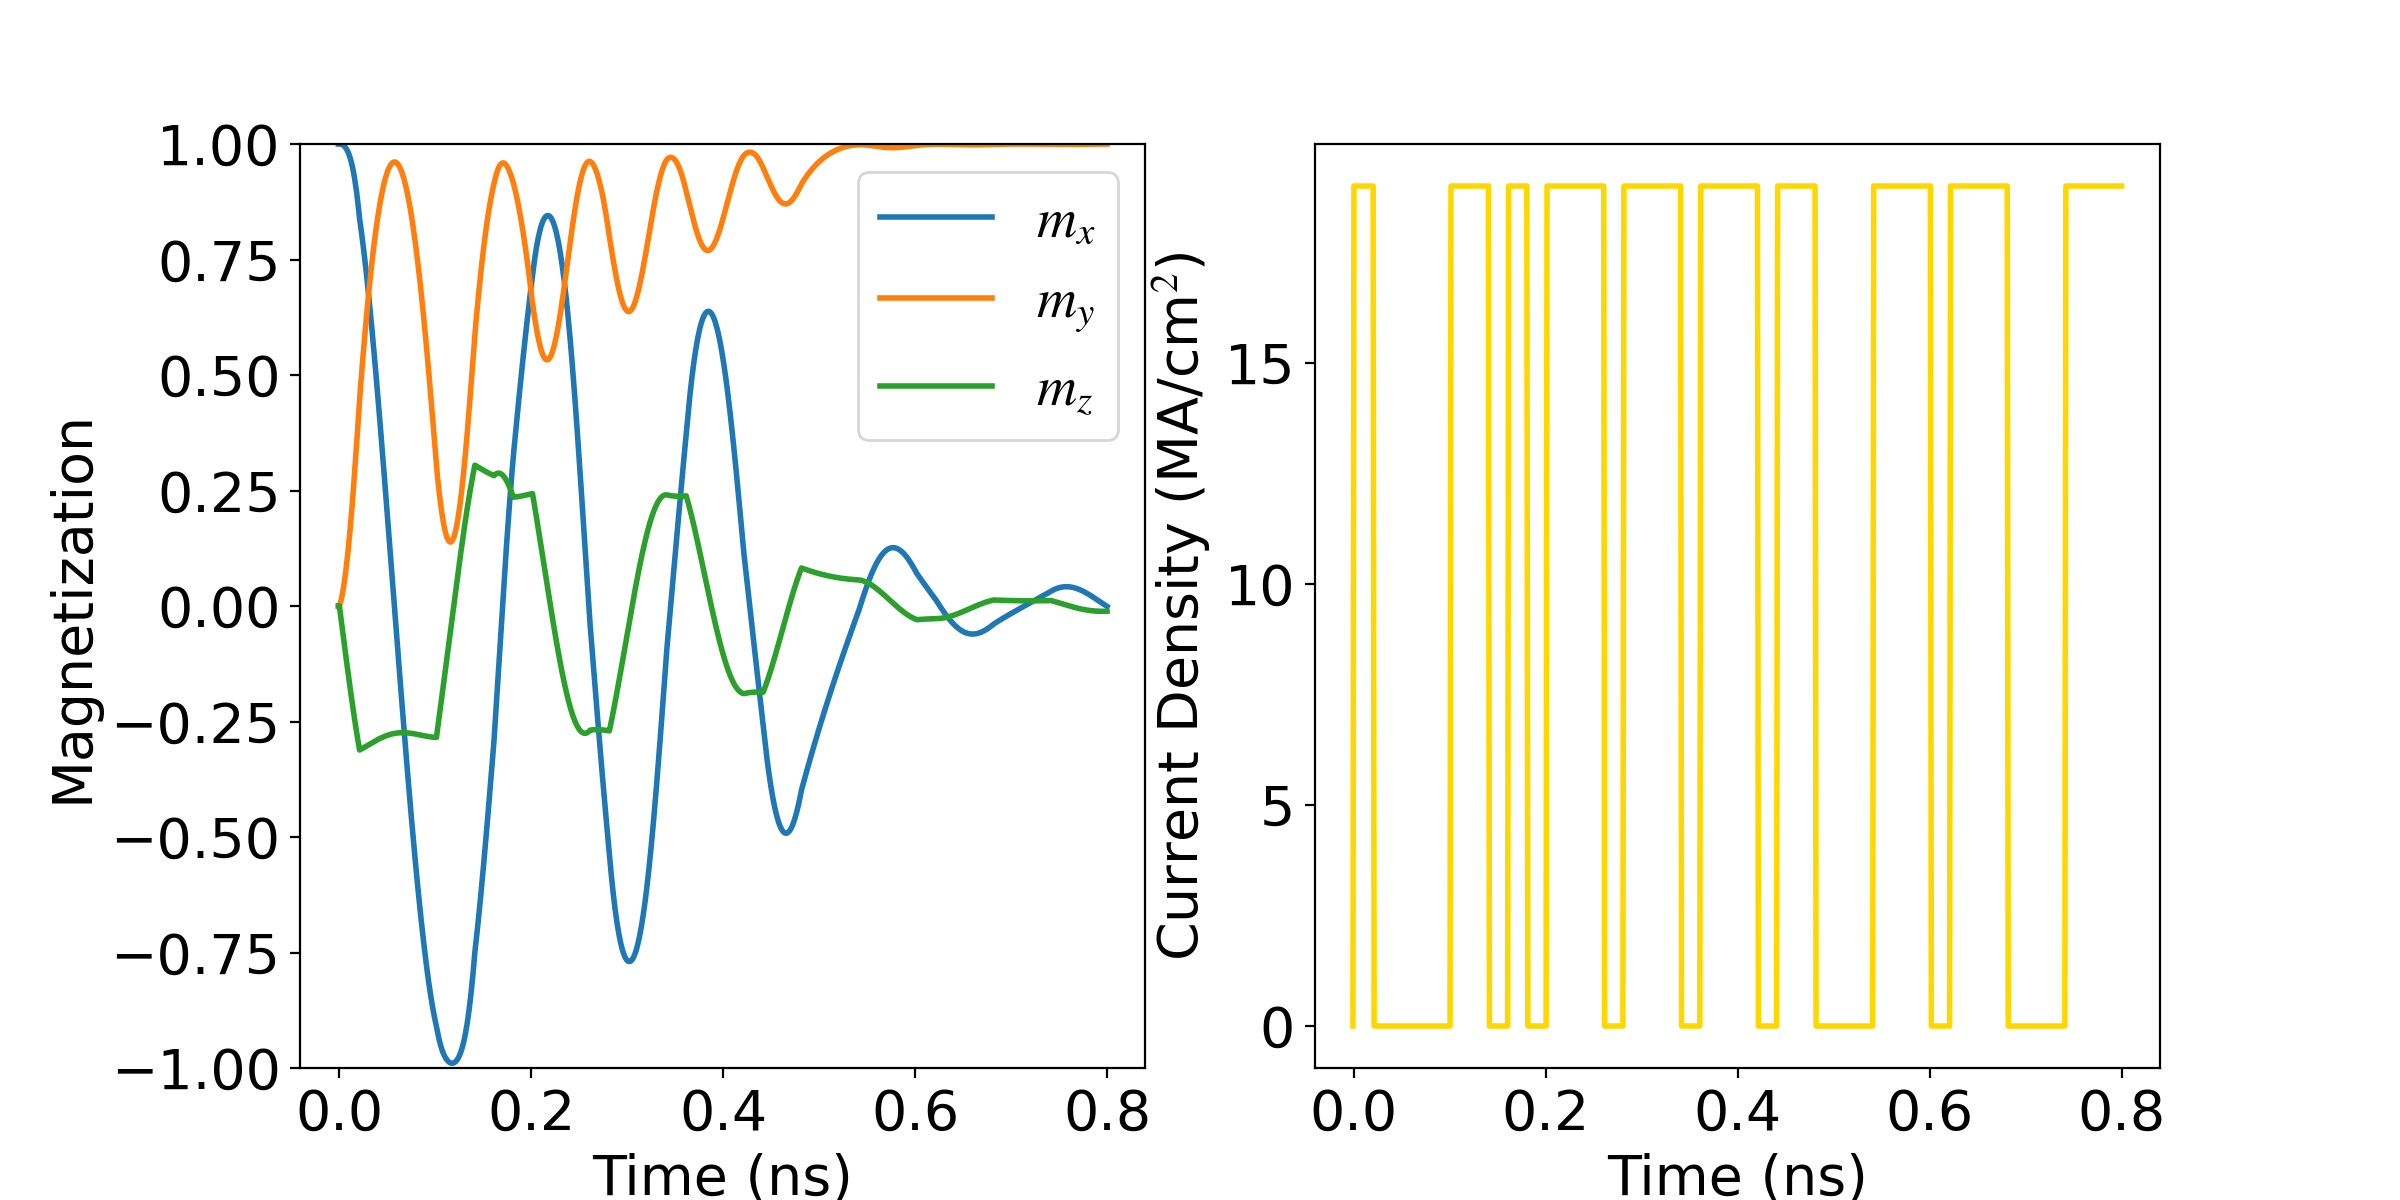 Magnetization
1.00
0.75
0.50
0.25
0.00
−0.25
−0.50
−0.75
−1.00
0.0 0.2 0.4 0.6 0.8
Time (ns)
m_x
m_y
m_z
Current Density (MA/cm²)
15
10
5
0
0.0 0.2 0.4 0.6 0.8
Time (ns)